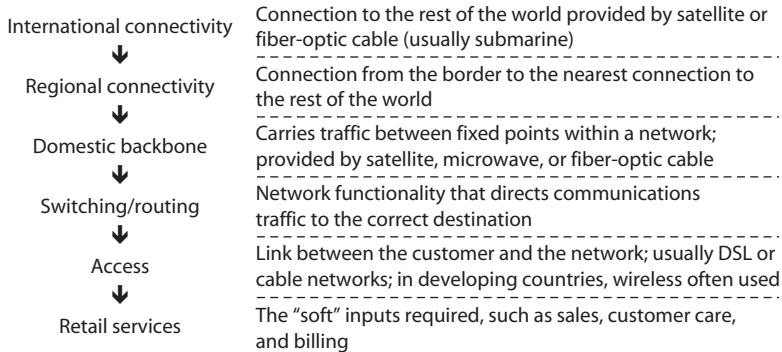 International connectivity
Connection to the rest of the world provided by satellite or
fiber-optic cable (usually submarine)
Regional connectivity
Connection from the border to the nearest connection to
the rest of the world
Domestic backbone
Carries traffic between fixed points within a network;
provided by satellite, microwave, or fiber-optic cable
Switching/routing
Network functionality that directs communications
traffic to the correct destination
Access
Link between the customer and the network; usually DSL or
cable networks; in developing countries, wireless often used
Retail services
The “soft” inputs required, such as sales, customer care,
and billing